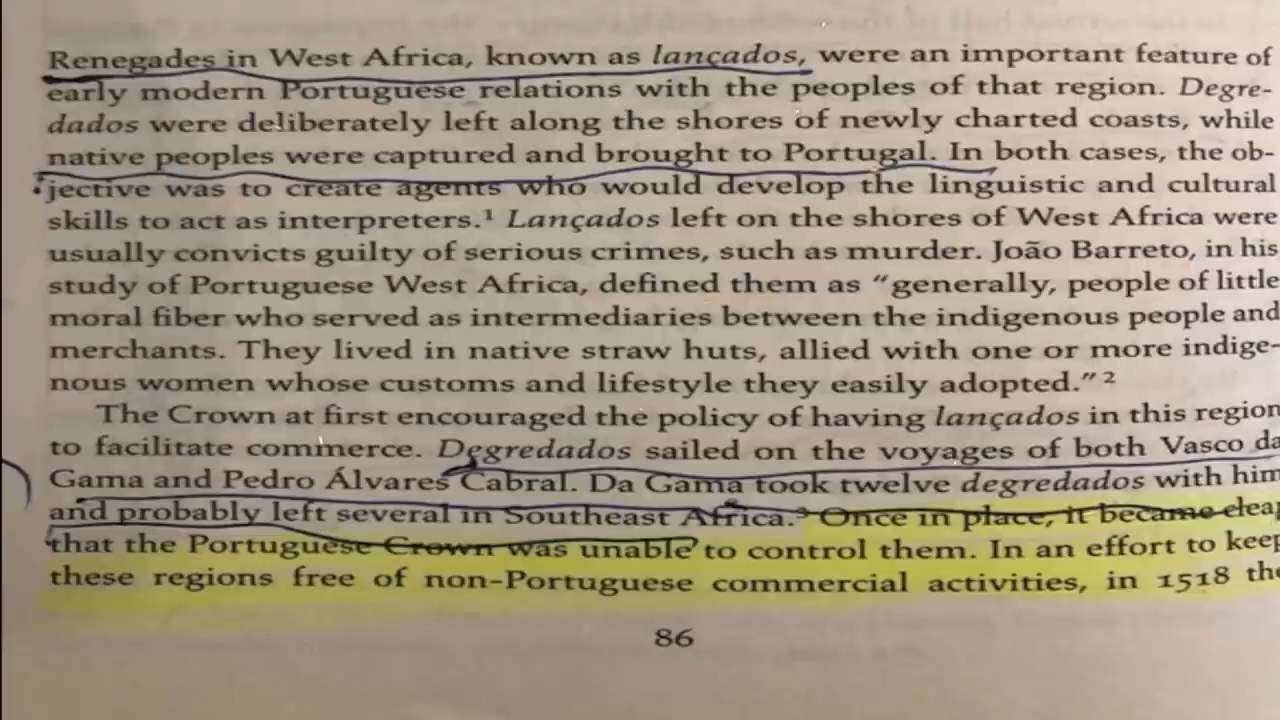 Renegades in West Africa, known as lançados, were an important feature of
early modern Portuguese relations with the peoples of that region. Degre-
dados were deliberately left along the shores of newly charted coasts, while
native peoples were captured and brought to Portugal. In both cases, the ob-
jective was to create agents who would develop the linguistic and cultural
skills to act as interpreters.¹ Lançados left on the shores of West Africa were
usually convicts guilty of serious crimes, such as murder. João Barreto, in his
study of Portuguese West Africa, defined them as "generally, people of little
moral fiber who served as intermediaries between the indigenous people and
merchants. They lived in native straw huts, allied with one or more indige-
nous women whose customs and lifestyle they easily adopted."²
The Crown at first encouraged the policy of having lançados in this region
to facilitate commerce. Degredados sailed on the voyages of both Vasco da
Gama and Pedro Álvares Cabral. Da Gama took twelve degredados with him
and probably left several in Southeast Africa.³ Once in place, it became clear
that the Portuguese Crown was unable to control them. In an effort to keep
these regions free of non-Portuguese commercial activities, in 1518 the
86